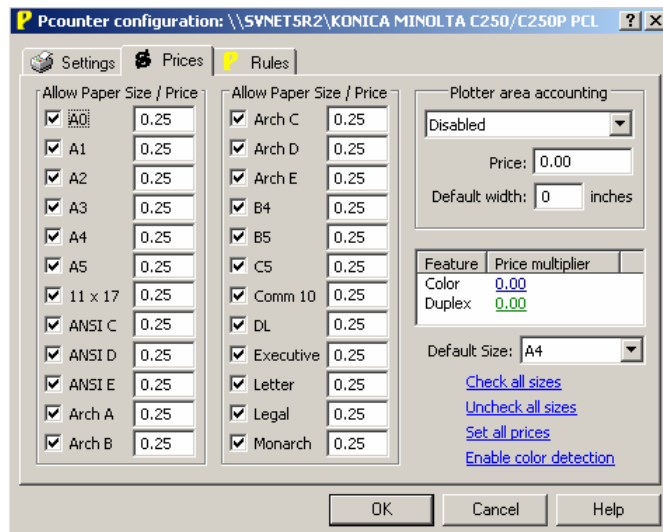 Pcounter configuration: \\SVNET5R2\KONICA MINOLTA C250/C250P PCL
Settings Prices Rules
Allow Paper Size / Price
A0 0.25
A1 0.25
A2 0.25
A3 0.25
A4 0.25
A5 0.25
11 x 17 0.25
ANSI C 0.25
ANSI D 0.25
ANSI E 0.25
Arch A 0.25
Arch B 0.25
Allow Paper Size / Price
Arch C 0.25
Arch D 0.25
Arch E 0.25
B4 0.25
B5 0.25
C5 0.25
Comm 10 0.25
DL 0.25
Executive 0.25
Letter 0.25
Legal 0.25
Monarch 0.25
Plotter area accounting
Disabled
Price: 0.00
Default width: 0 inches
Feature Price multiplier
Color 0.00
Duplex 0.00
Default Size: A4
Check all sizes
Uncheck all sizes
Set all prices
Enable color detection
OK Cancel Help